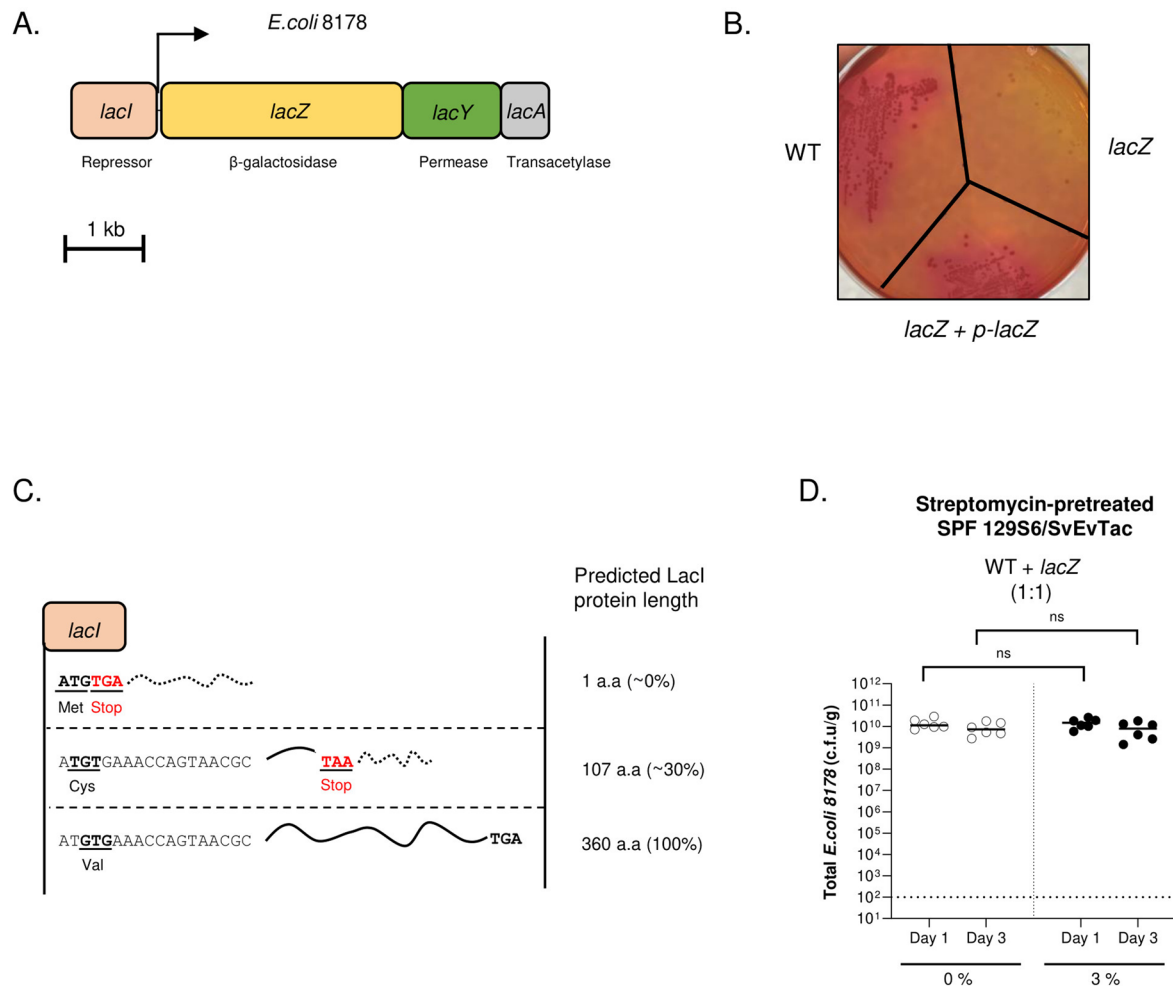 A.
E.coli 8178
lacI
lacZ
lacY
lacA
Repressor
β-galactosidase
Permease
Transacetylase
1 kb
B.
WT
lacZ
lacZ + p-lacZ
C.
Predicted LacI
protein length
lacI
ATGTGA
Met Stop
1 a.a (~0%)
ATGTGAAACCAGTAACGC
TAA
Cys
Stop
107 a.a (~30%)
ATGTGAAACCAGTAACGC
TGA
Val
360 a.a (100%)
D.
Streptomycin-pretreated
SPF 129S6/SvEvTac
WT + lacZ
(1:1)
ns
ns
Total E.coli 8178 (c.f.u/g)
10¹²
10¹¹
10¹⁰
10⁹
10⁸
10⁷
10⁶
10⁵
10⁴
10³
10²
10¹
Day 1 Day 3 Day 1 Day 3
0 % 3 %